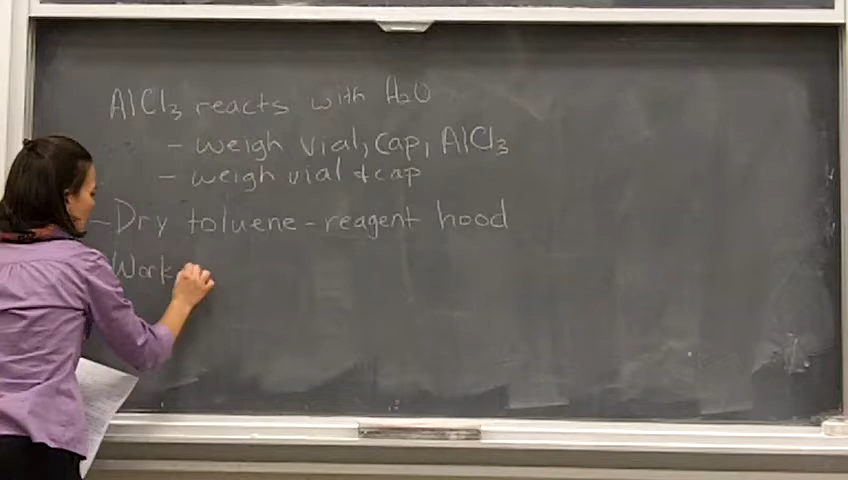 AlCl3 reacts with H2O
- weigh vial, cap, AlCl3
- weigh vial & cap
- Dry toluene - reagent hood
Work